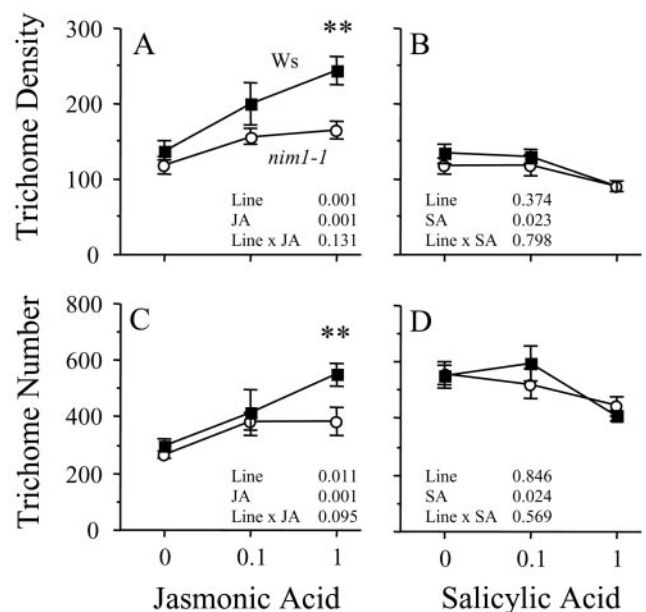 Trichome Density
300
200
100
0
A
**
Ws
nim1-1
Line 0.001
JA 0.001
Line x JA 0.131
B
Line 0.374
SA 0.023
Line x SA 0.798
Trichome Number
800
600
400
200
0
C
**
Line 0.011
JA 0.001
Line x JA 0.095
D
Line 0.846
SA 0.024
Line x SA 0.569
0 0.1 1
0 0.1 1
Jasmonic Acid
Salicylic Acid